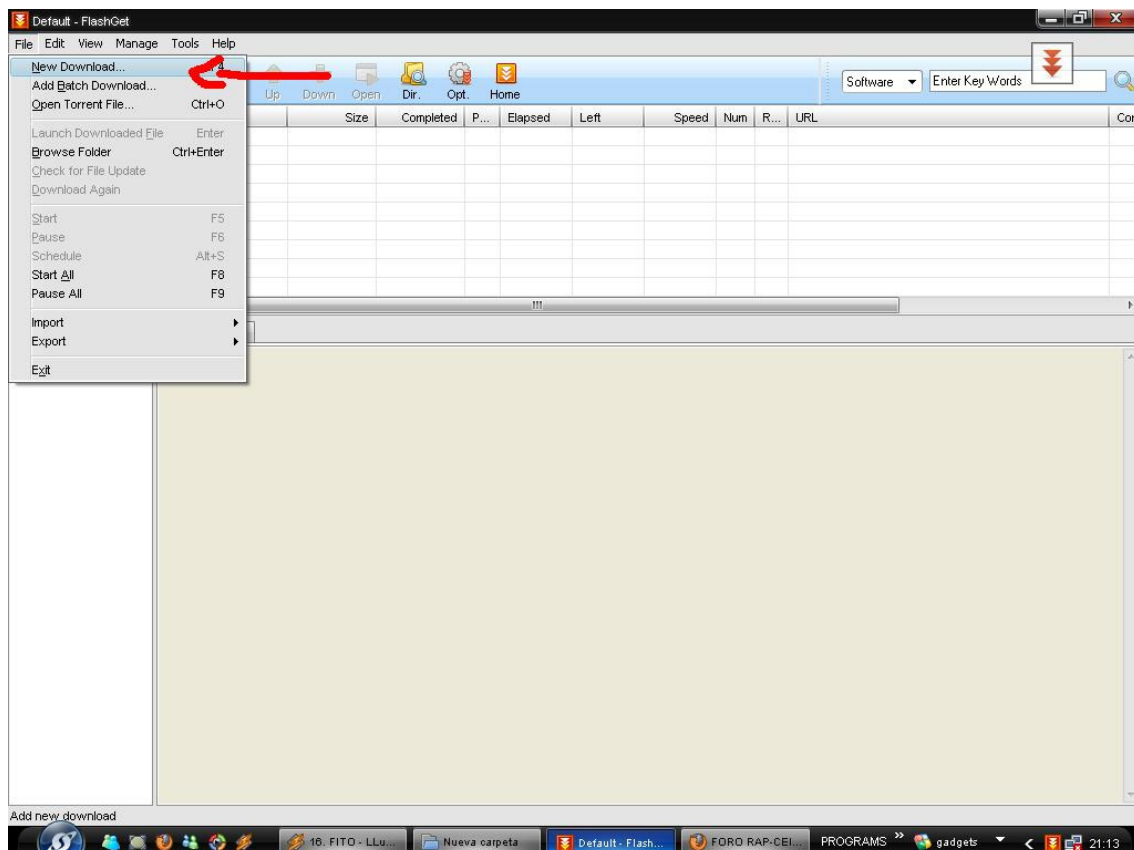 Default - FlashGet
File Edit View Manage Tools Help
New Download... F4
Add Batch Download...
Open Torrent File... Ctrl+O
Launch Downloaded File Enter
Browse Folder Ctrl+Enter
Check for File Update
Download Again
Start F5
Pause F6
Schedule Alt+S
Start All F8
Pause All F9
Import
Export
Exit
Up Down Open Dir. Opt. Home
Software Enter Key Words
Size Completed P... Elapsed Left Speed Num R... URL
Add new download
16. FITO - LLu... Nueva carpeta Default - Flash... FORO RAP-CEI... PROGRAMS gadgets 21:13